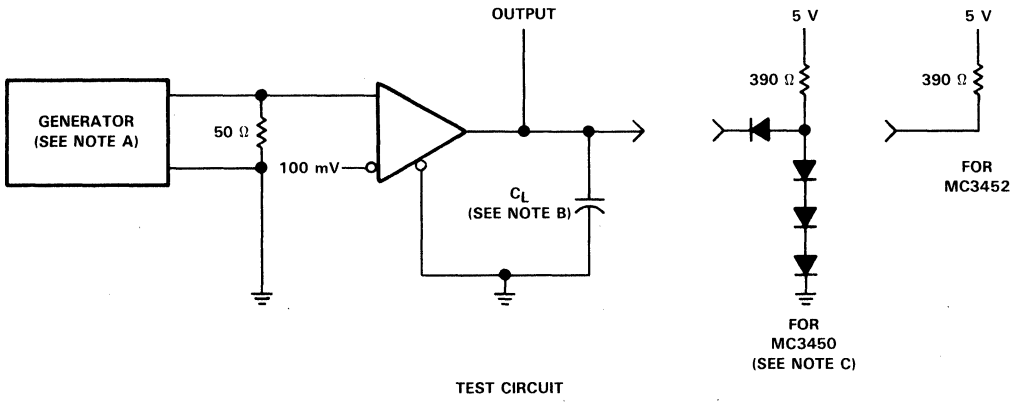 OUTPUT
5 V
5 V
390 Ω
390 Ω
GENERATOR
(SEE NOTE A)
50 Ω
100 mV
CL
(SEE NOTE B)
FOR
MC3452
FOR
MC3450
(SEE NOTE C)
TEST CIRCUIT